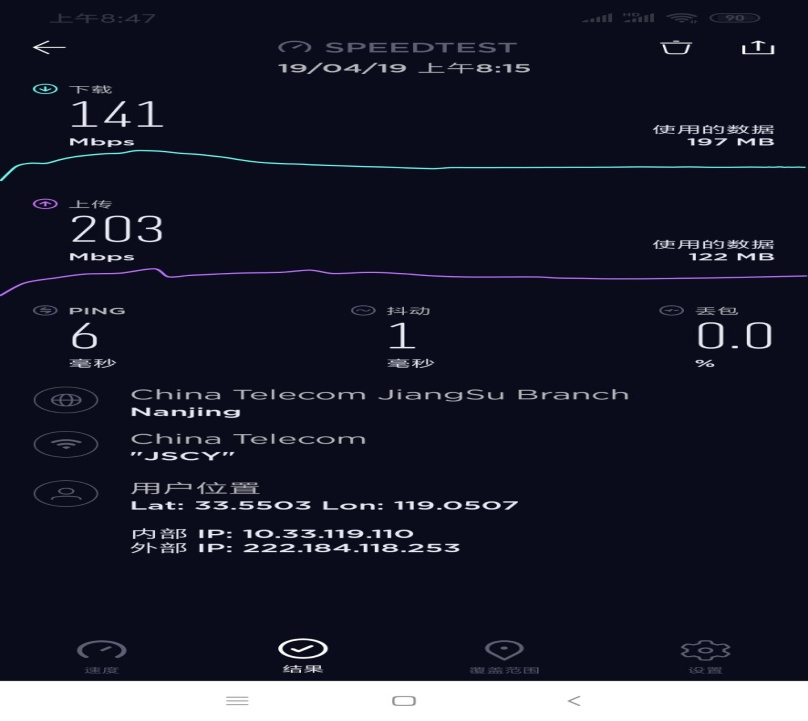 上午8:47
HD
90
SPEEDTEST
19/04/19 上午8:15
下载
141
Mbps
使用的数据
197 MB
上传
203
Mbps
使用的数据
122 MB
PING
6
毫秒
抖动
1
毫秒
丢包
0.0
%
China Telecom JiangSu Branch
Nanjing
China Telecom
"JSCY"
用户位置
Lat: 33.5503 Lon: 119.0507
内部 IP: 10.33.119.110
外部 IP: 222.184.118.253
速度 结果 覆盖范围 设置